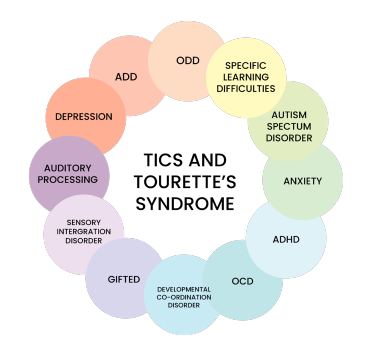 ODD
SPECIFIC
LEARNING
DIFFICULTIES
AUTISM
SPECTUM
DISORDER
ANXIETY
ADHD
OCD
DEVELOPMENTAL
CO-ORDINATION
DISORDER
GIFTED
SENSORY
INTERGRATION
DISORDER
AUDITORY
PROCESSING
DEPRESSION
ADD
TICS AND
TOURETTE'S
SYNDROME